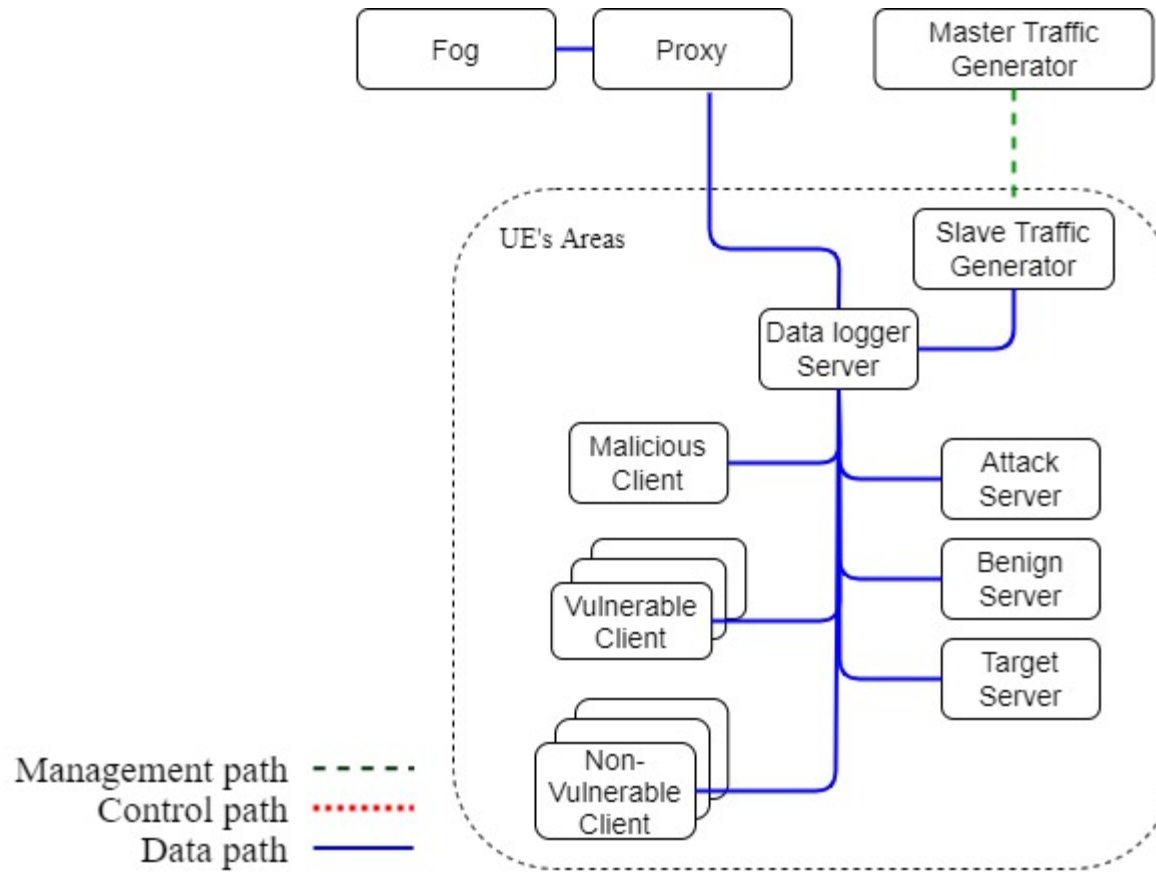 Fog
Proxy
Master Traffic
Generator
UE's Areas
Slave Traffic
Generator
Data logger
Server
Malicious
Client
Attack
Server
Vulnerable
Client
Benign
Server
Target
Server
Non-
Vulnerable
Client
Management path
Control path
Data path